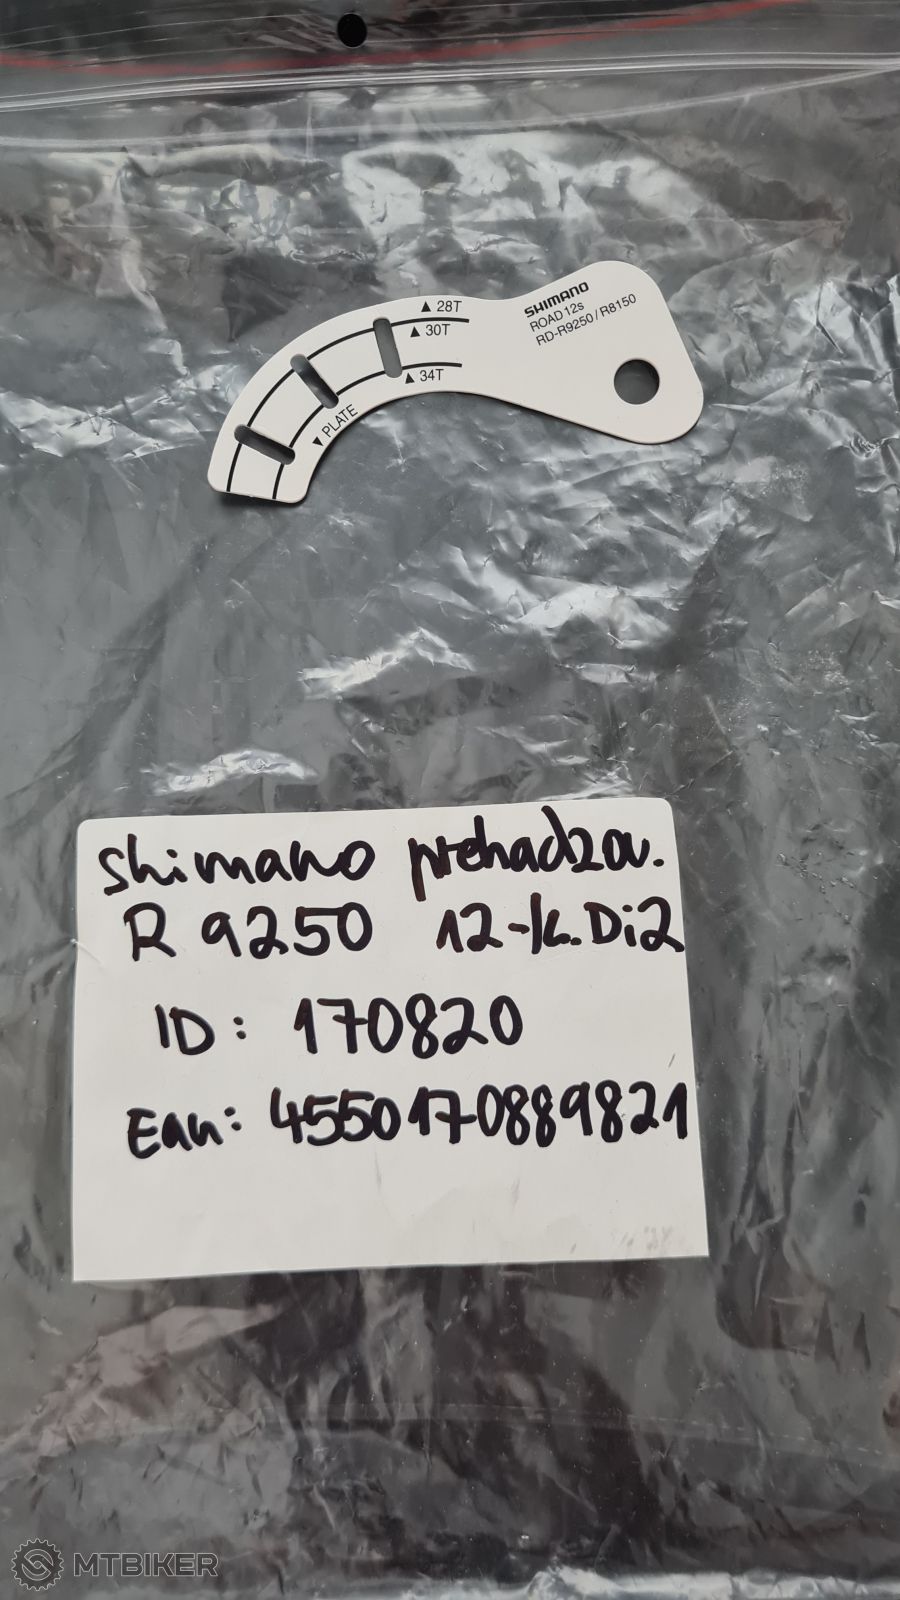 ▲ 28T
▲ 30T
▲ 34T
▼ PLATE
SHIMANO
ROAD 12s
RD-R9250 / R8150
Shimano prehadzov.
R 9250 12-k. Di2
ID: 170820
Ean: 4550170889821
MTBIKER